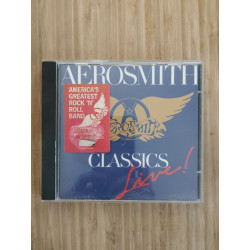 AEROSMITH
AMERICA'S
GREATEST
ROCK 'N'
ROLL
BAND
AEROSMITH
CLASSICS
Live!